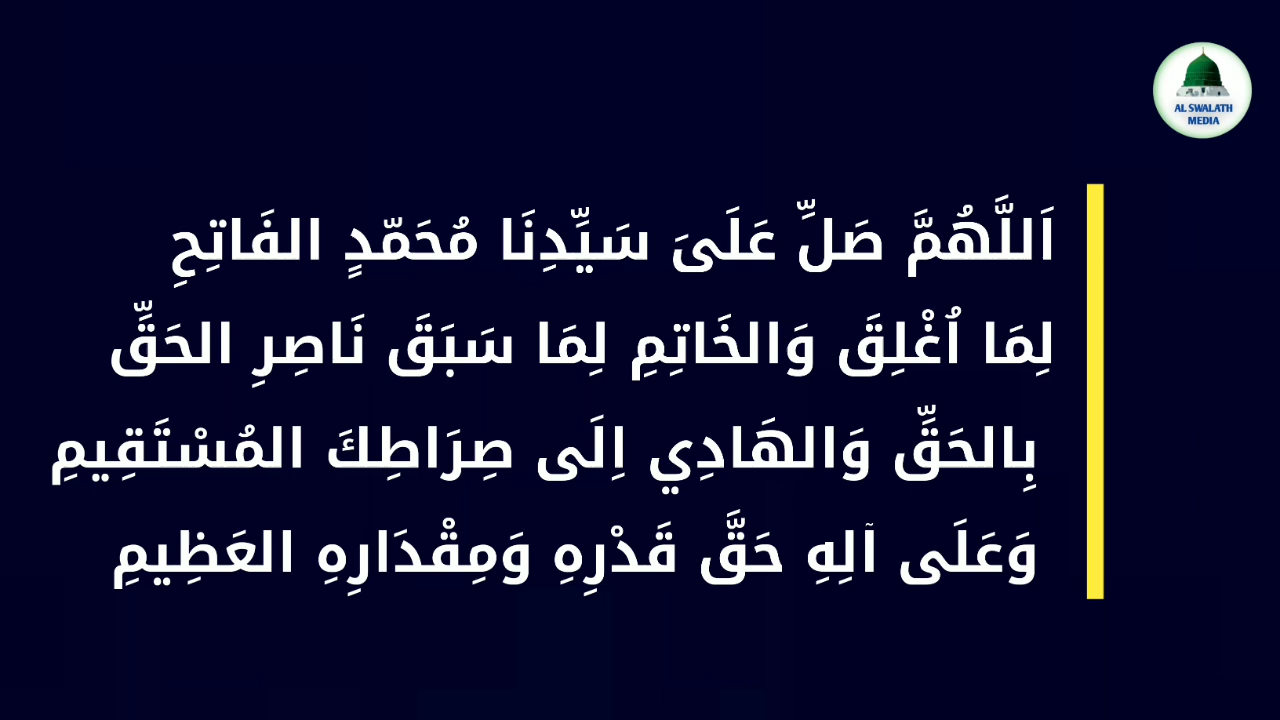 AL SWALATH
MEDIA
اَللَّهُمَّ صَلِّ عَلَىَ سَيِّدِنَا مُحَمّدٍ الفَاتِحِ
لِمَا اُغْلِقَ وَالخَاتِمِ لِمَا سَبَقَ نَاصِرِ الحَقِّ
بِالحَقِّ وَالهَادِي اِلَى صِرَاطِكَ المُسْتَقِيمِ
وَعَلَى آلِهِ حَقَّ قَدْرِهِ وَمِقْدَارِهِ العَظِيمِ